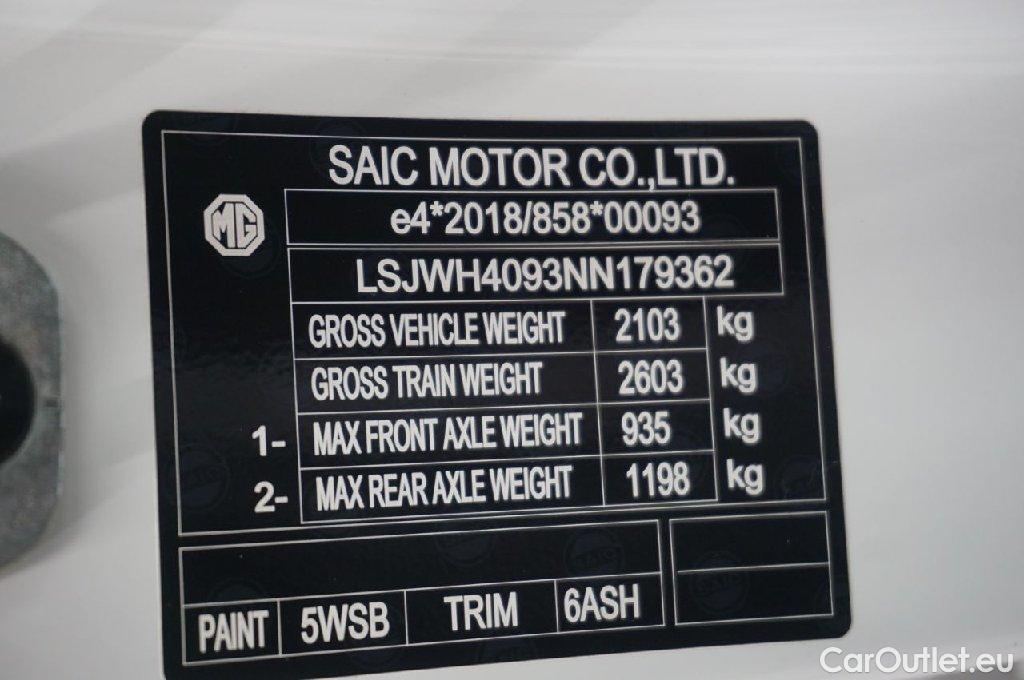 SAIC MOTOR CO.,LTD.
MG
e4*2018/858*00093
LSJWH4093NN179362
GROSS VEHICLE WEIGHT 2103 kg
GROSS TRAIN WEIGHT 2603 kg
1- MAX FRONT AXLE WEIGHT 935 kg
2- MAX REAR AXLE WEIGHT 1198 kg
PAINT 5WSB TRIM 6ASH
CarOutlet.eu